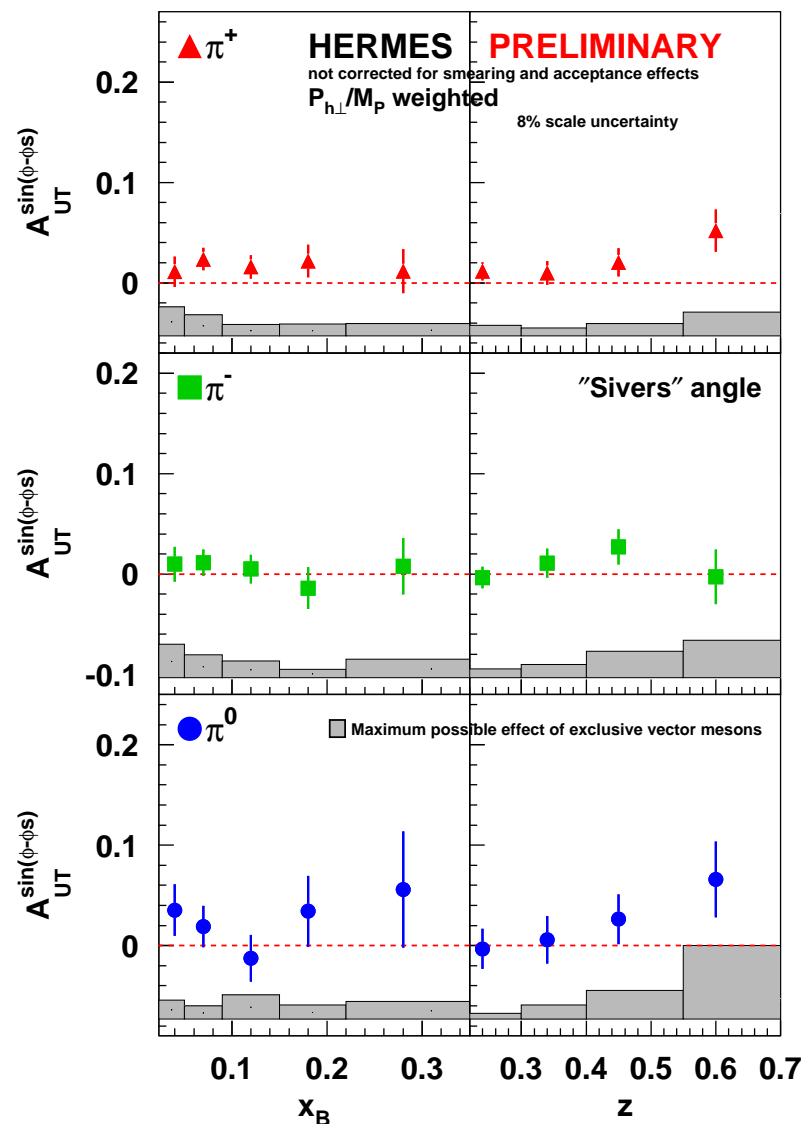 π+ HERMES PRELIMINARY
not corrected for smearing and acceptance effects
P_h⊥/M_P weighted
8% scale uncertainty
A_UT^sin(ϕ-ϕs)
0.2
0.1
0
π- ″Sivers″ angle
A_UT^sin(ϕ-ϕs)
0.2
0.1
0
-0.1
π0 Maximum possible effect of exclusive vector mesons
A_UT^sin(ϕ-ϕs)
0.2
0.1
0
0.1 0.2 0.3 0.3 0.4 0.5 0.6 0.7
x_B z